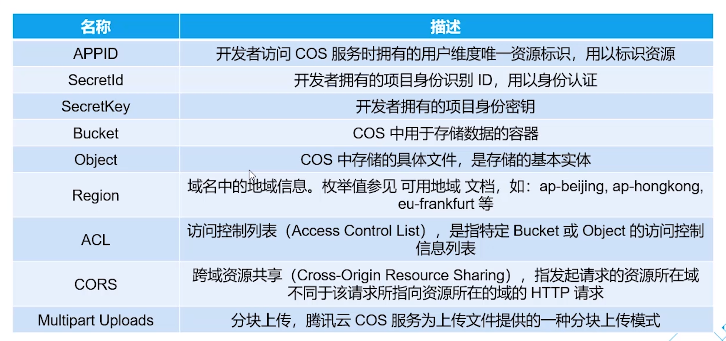 名称 描述
APPID 开发者访问 COS 服务时拥有的用户维度唯一资源标识，用以标识资源
SecretId 开发者拥有的项目身份识别 ID，用以身份认证
SecretKey 开发者拥有的项目身份密钥
Bucket COS 中用于存储数据的容器
Object COS 中存储的具体文件，是存储的基本实体
Region 域名中的地域信息。枚举值参见 可用地域 文档，如：ap-beijing, ap-hongkong,
eu-frankfurt 等
ACL 访问控制列表（Access Control List），是指特定 Bucket 或 Object 的访问控制
信息列表
CORS 跨域资源共享（Cross-Origin Resource Sharing），指发起请求的资源所在域
不同于该请求所指向资源所在的域的 HTTP 请求
Multipart Uploads 分块上传，腾讯云 COS 服务为上传文件提供的一种分块上传模式